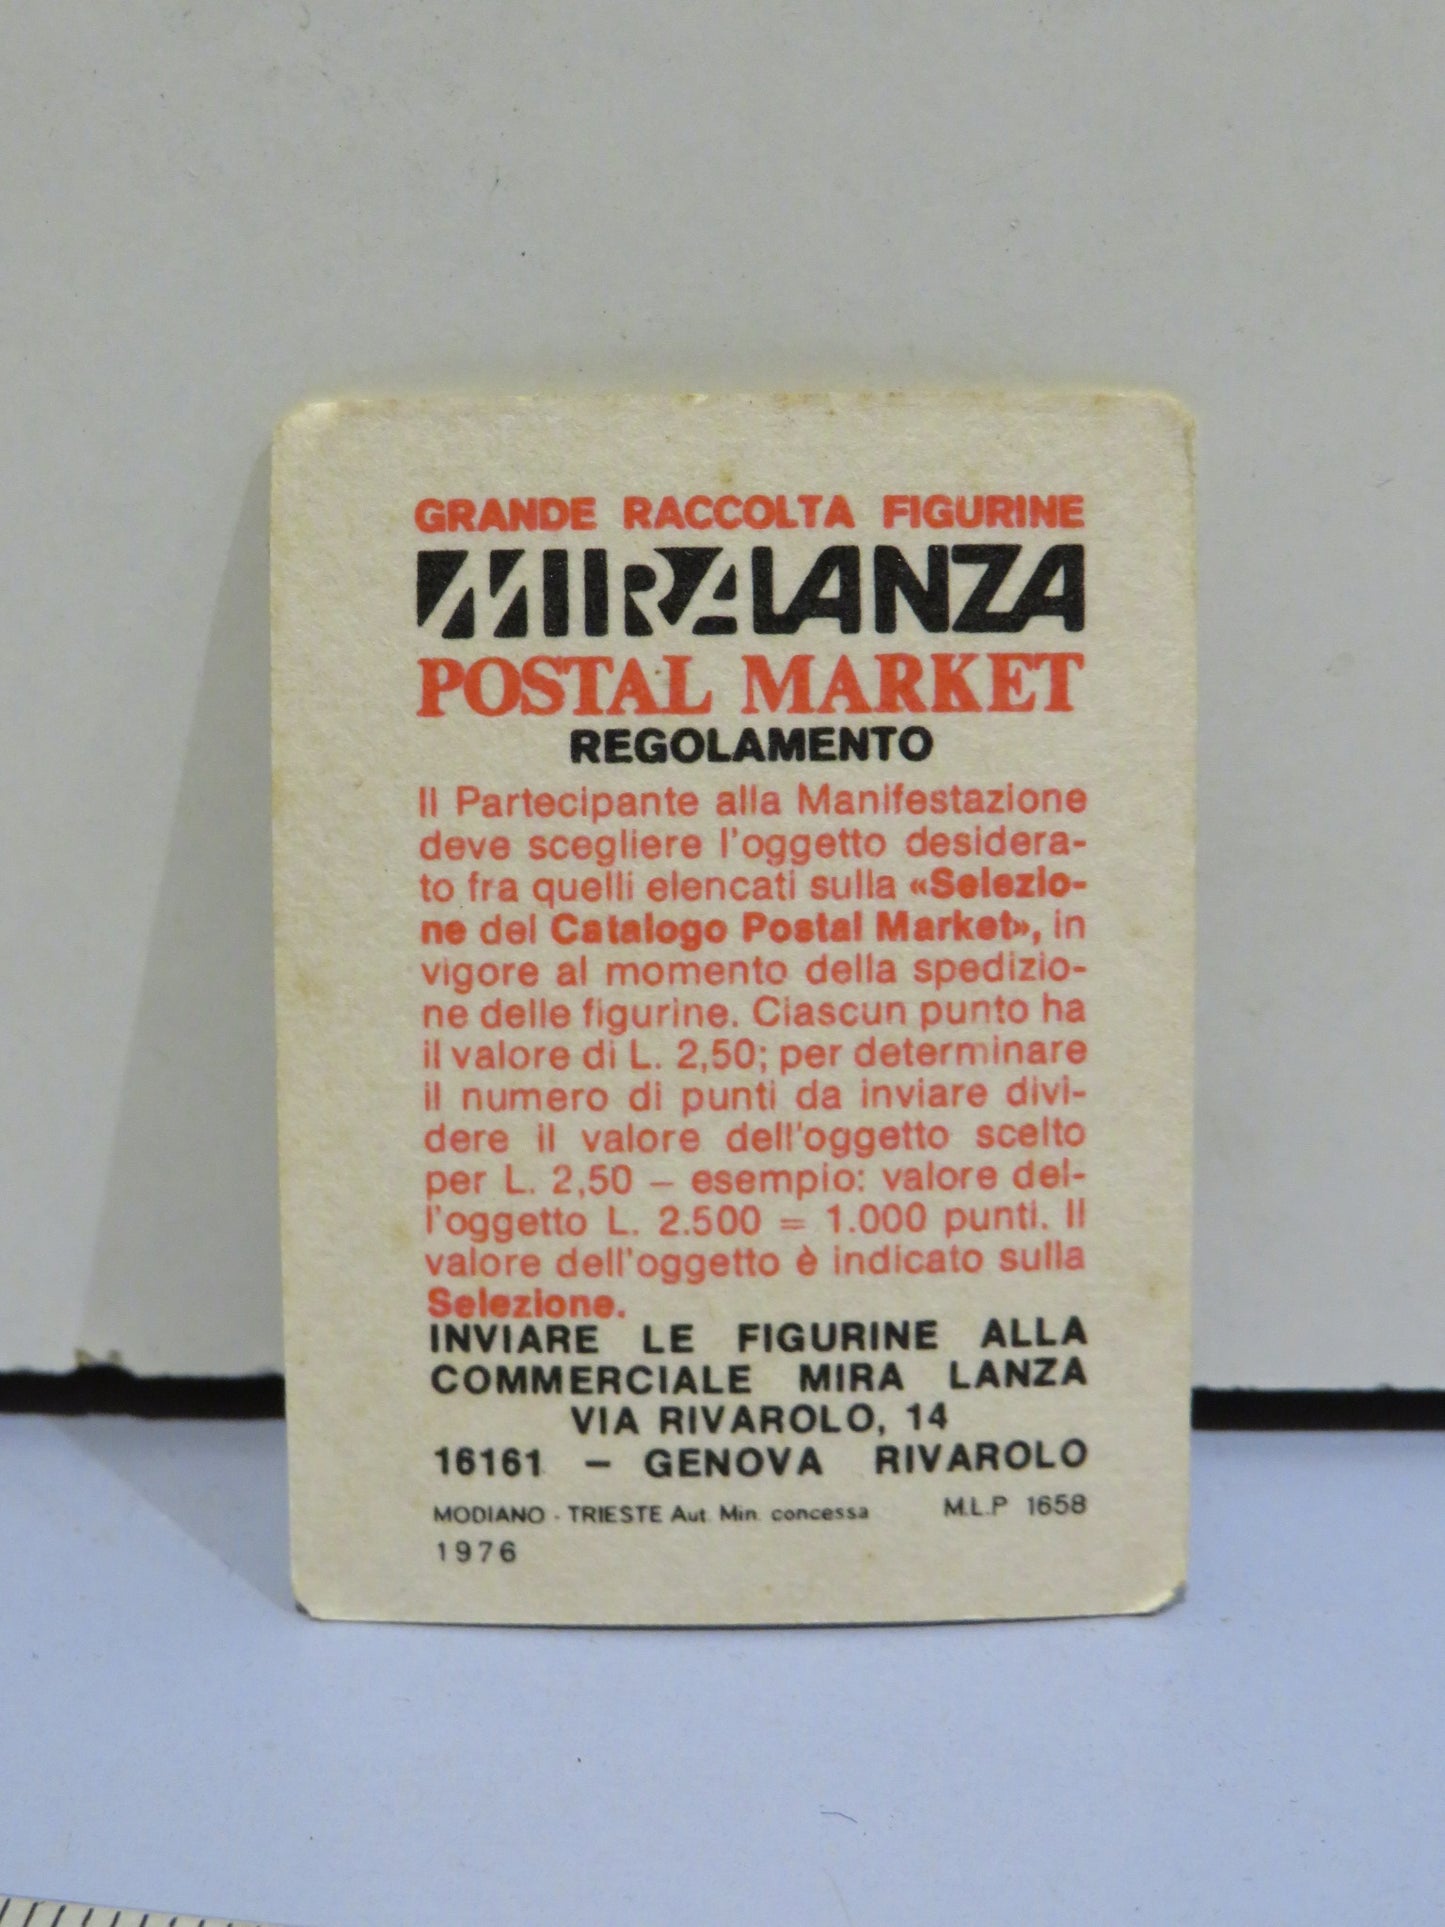 GRANDE RACCOLTA FIGURINE
MIRALANZA
POSTAL MARKET
REGOLAMENTO
Il Partecipante alla Manifestazione
deve scegliere l'oggetto desidera-
to fra quelli elencati sulla «Selezio-
ne del Catalogo Postal Market», in
vigore al momento della spedizio-
ne delle figurine. Ciascun punto ha
il valore di L. 2,50; per determinare
il numero di punti da inviare divi-
dere il valore dell'oggetto scelto
per L. 2,50 – esempio: valore del-
l'oggetto L. 2.500 = 1.000 punti. Il
valore dell'oggetto è indicato sulla
Selezione.
INVIARE LE FIGURINE ALLA
COMMERCIALE MIRA LANZA
VIA RIVAROLO, 14
16161 – GENOVA RIVAROLO
MODIANO - TRIESTE Aut. Min. concessa M.L.P 1658
1976